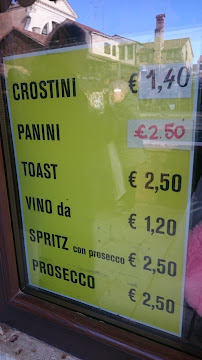 CROSTINI € 1,40
PANINI €2.50
TOAST € 2,50
VINO da € 1,20
SPRITZ con prosecco € 2,50
PROSECCO € 2,50